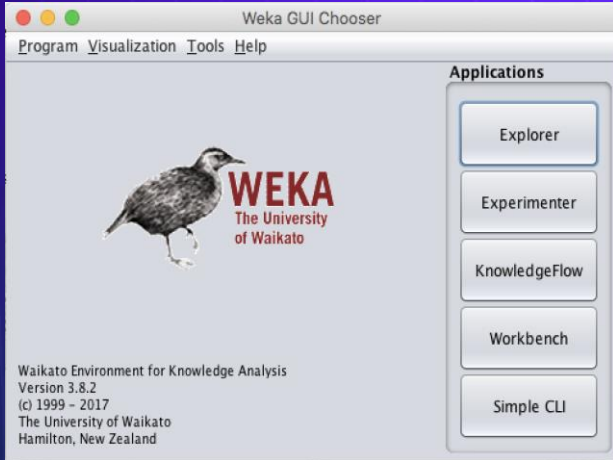 Weka GUI Chooser
Program Visualization Tools Help
Applications
Explorer
Experimenter
KnowledgeFlow
Workbench
Simple CLI
WEKA
The University
of Waikato
Waikato Environment for Knowledge Analysis
Version 3.8.2
(c) 1999 - 2017
The University of Waikato
Hamilton, New Zealand